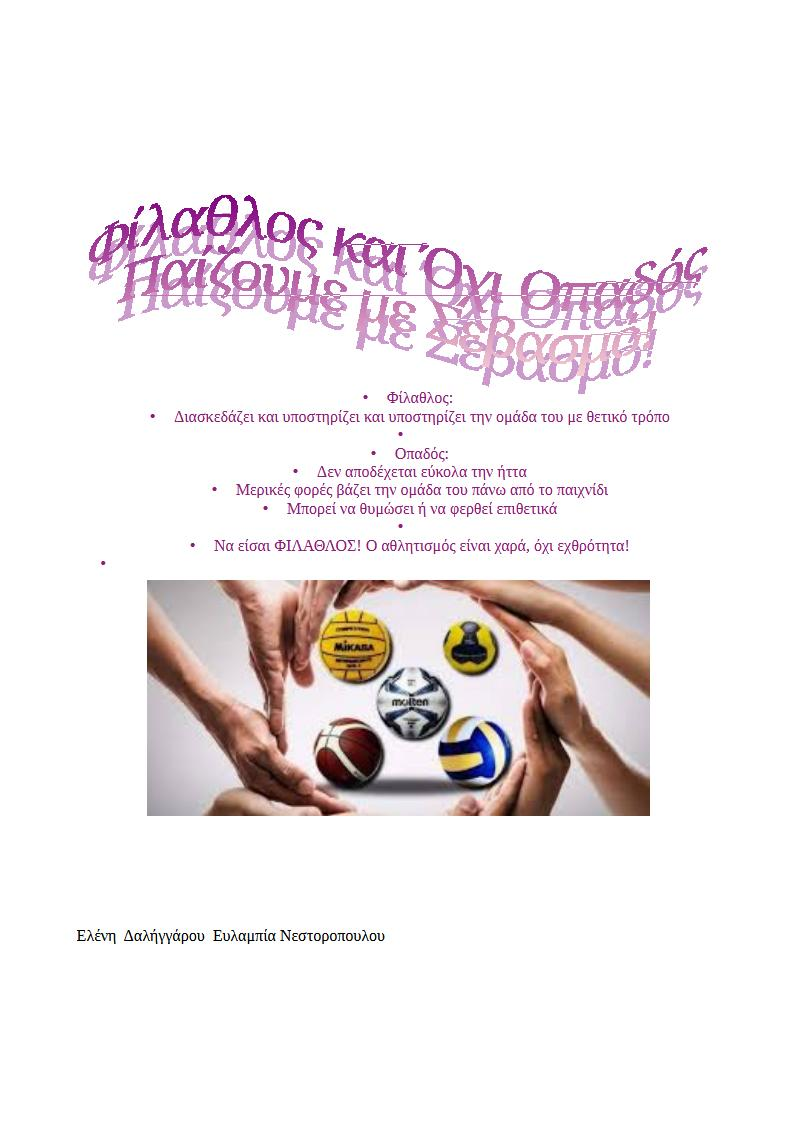 Φίλαθλος και Όχι Οπαδός
Παίζουμε με Σεβασμό!
• Φίλαθλος:
• Διασκεδάζει και υποστηρίζει και υποστηρίζει την ομάδα του με θετικό τρόπο
•
• Οπαδός:
• Δεν αποδέχεται εύκολα την ήττα
• Μερικές φορές βάζει την ομάδα του πάνω από το παιχνίδι
• Μπορεί να θυμώσει ή να φερθεί επιθετικά
•
• Να είσαι ΦΙΛΑΘΛΟΣ! Ο αθλητισμός είναι χαρά, όχι εχθρότητα!
•
MIKASA
molten
Ελένη Δαλήγγάρου Ευλαμπία Νεστοροπουλου